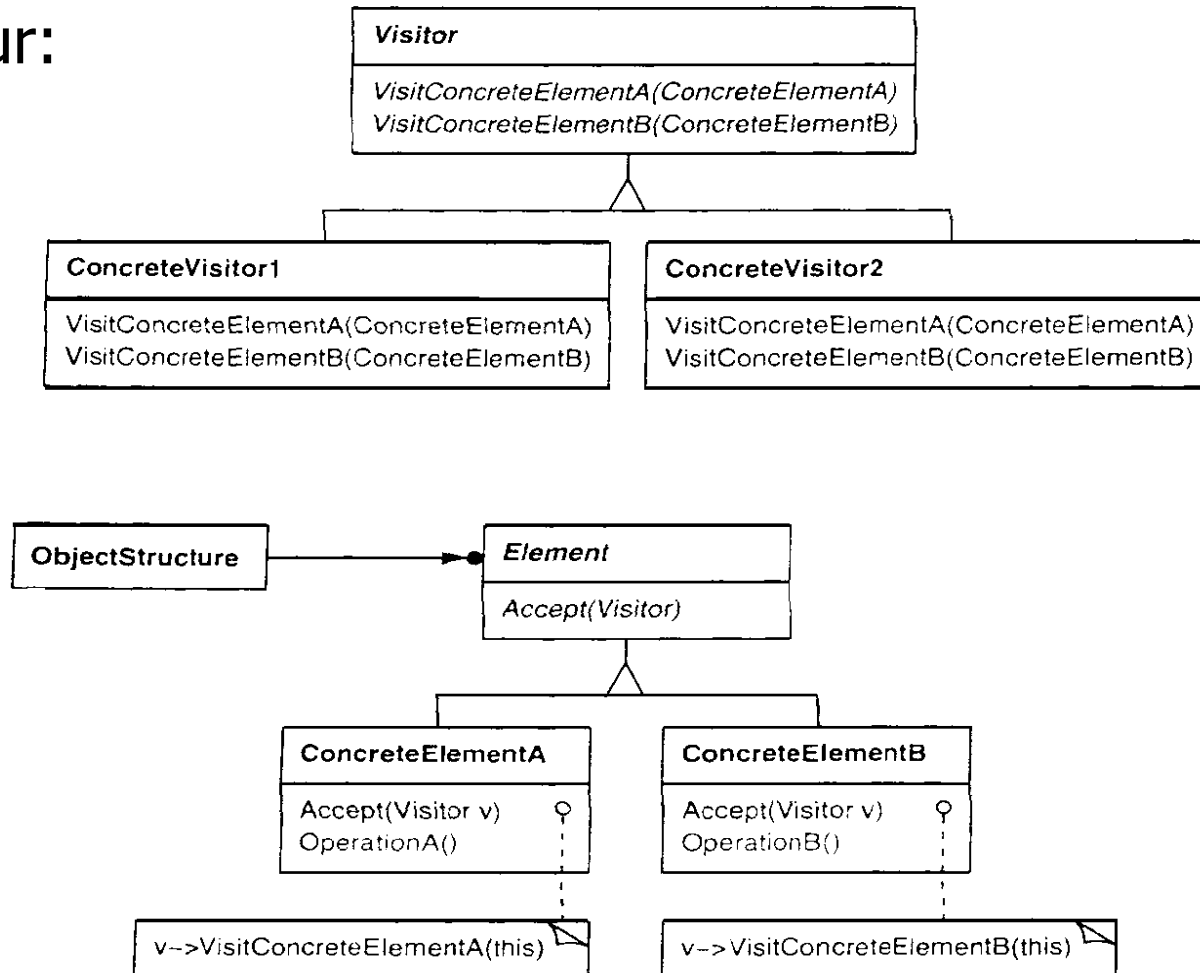 ur:
Visitor
VisitConcreteElementA(ConcreteElementA)
VisitConcreteElementB(ConcreteElementB)
ConcreteVisitor1
VisitConcreteElementA(ConcreteElementA)
VisitConcreteElementB(ConcreteElementB)
ConcreteVisitor2
VisitConcreteElementA(ConcreteElementA)
VisitConcreteElementB(ConcreteElementB)
ObjectStructure
Element
Accept(Visitor)
ConcreteElementA
Accept(Visitor v)
OperationA()
ConcreteElementB
Accept(Visitor v)
OperationB()
v->VisitConcreteElementA(this)
v->VisitConcreteElementB(this)